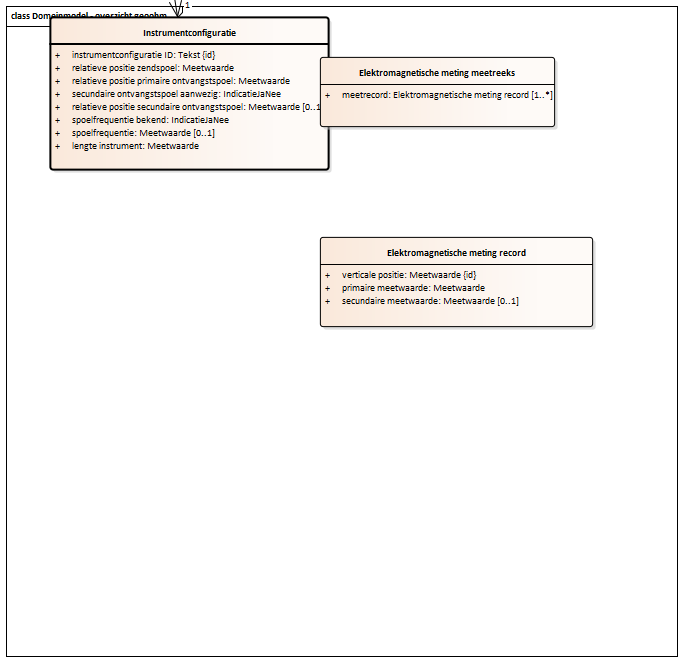 1
class Domeinmodel - overzicht geoohm
Instrumentconfiguratie
+ instrumentconfiguratie ID: Tekst {id}
+ relatieve positie zendspoel: Meetwaarde
+ relatieve positie primaire ontvangstspoel: Meetwaarde
+ secundaire ontvangstspoel aanwezig: IndicatieJaNee
+ relatieve positie secundaire ontvangstspoel: Meetwaarde [0..1
+ spoelfrequentie bekend: IndicatieJaNee
+ spoelfrequentie: Meetwaarde [0..1]
+ lengte instrument: Meetwaarde
Elektromagnetische meting meetreeks
+ meetrecord: Elektromagnetische meting record [1..*]
Elektromagnetische meting record
+ verticale positie: Meetwaarde {id}
+ primaire meetwaarde: Meetwaarde
+ secundaire meetwaarde: Meetwaarde [0..1]